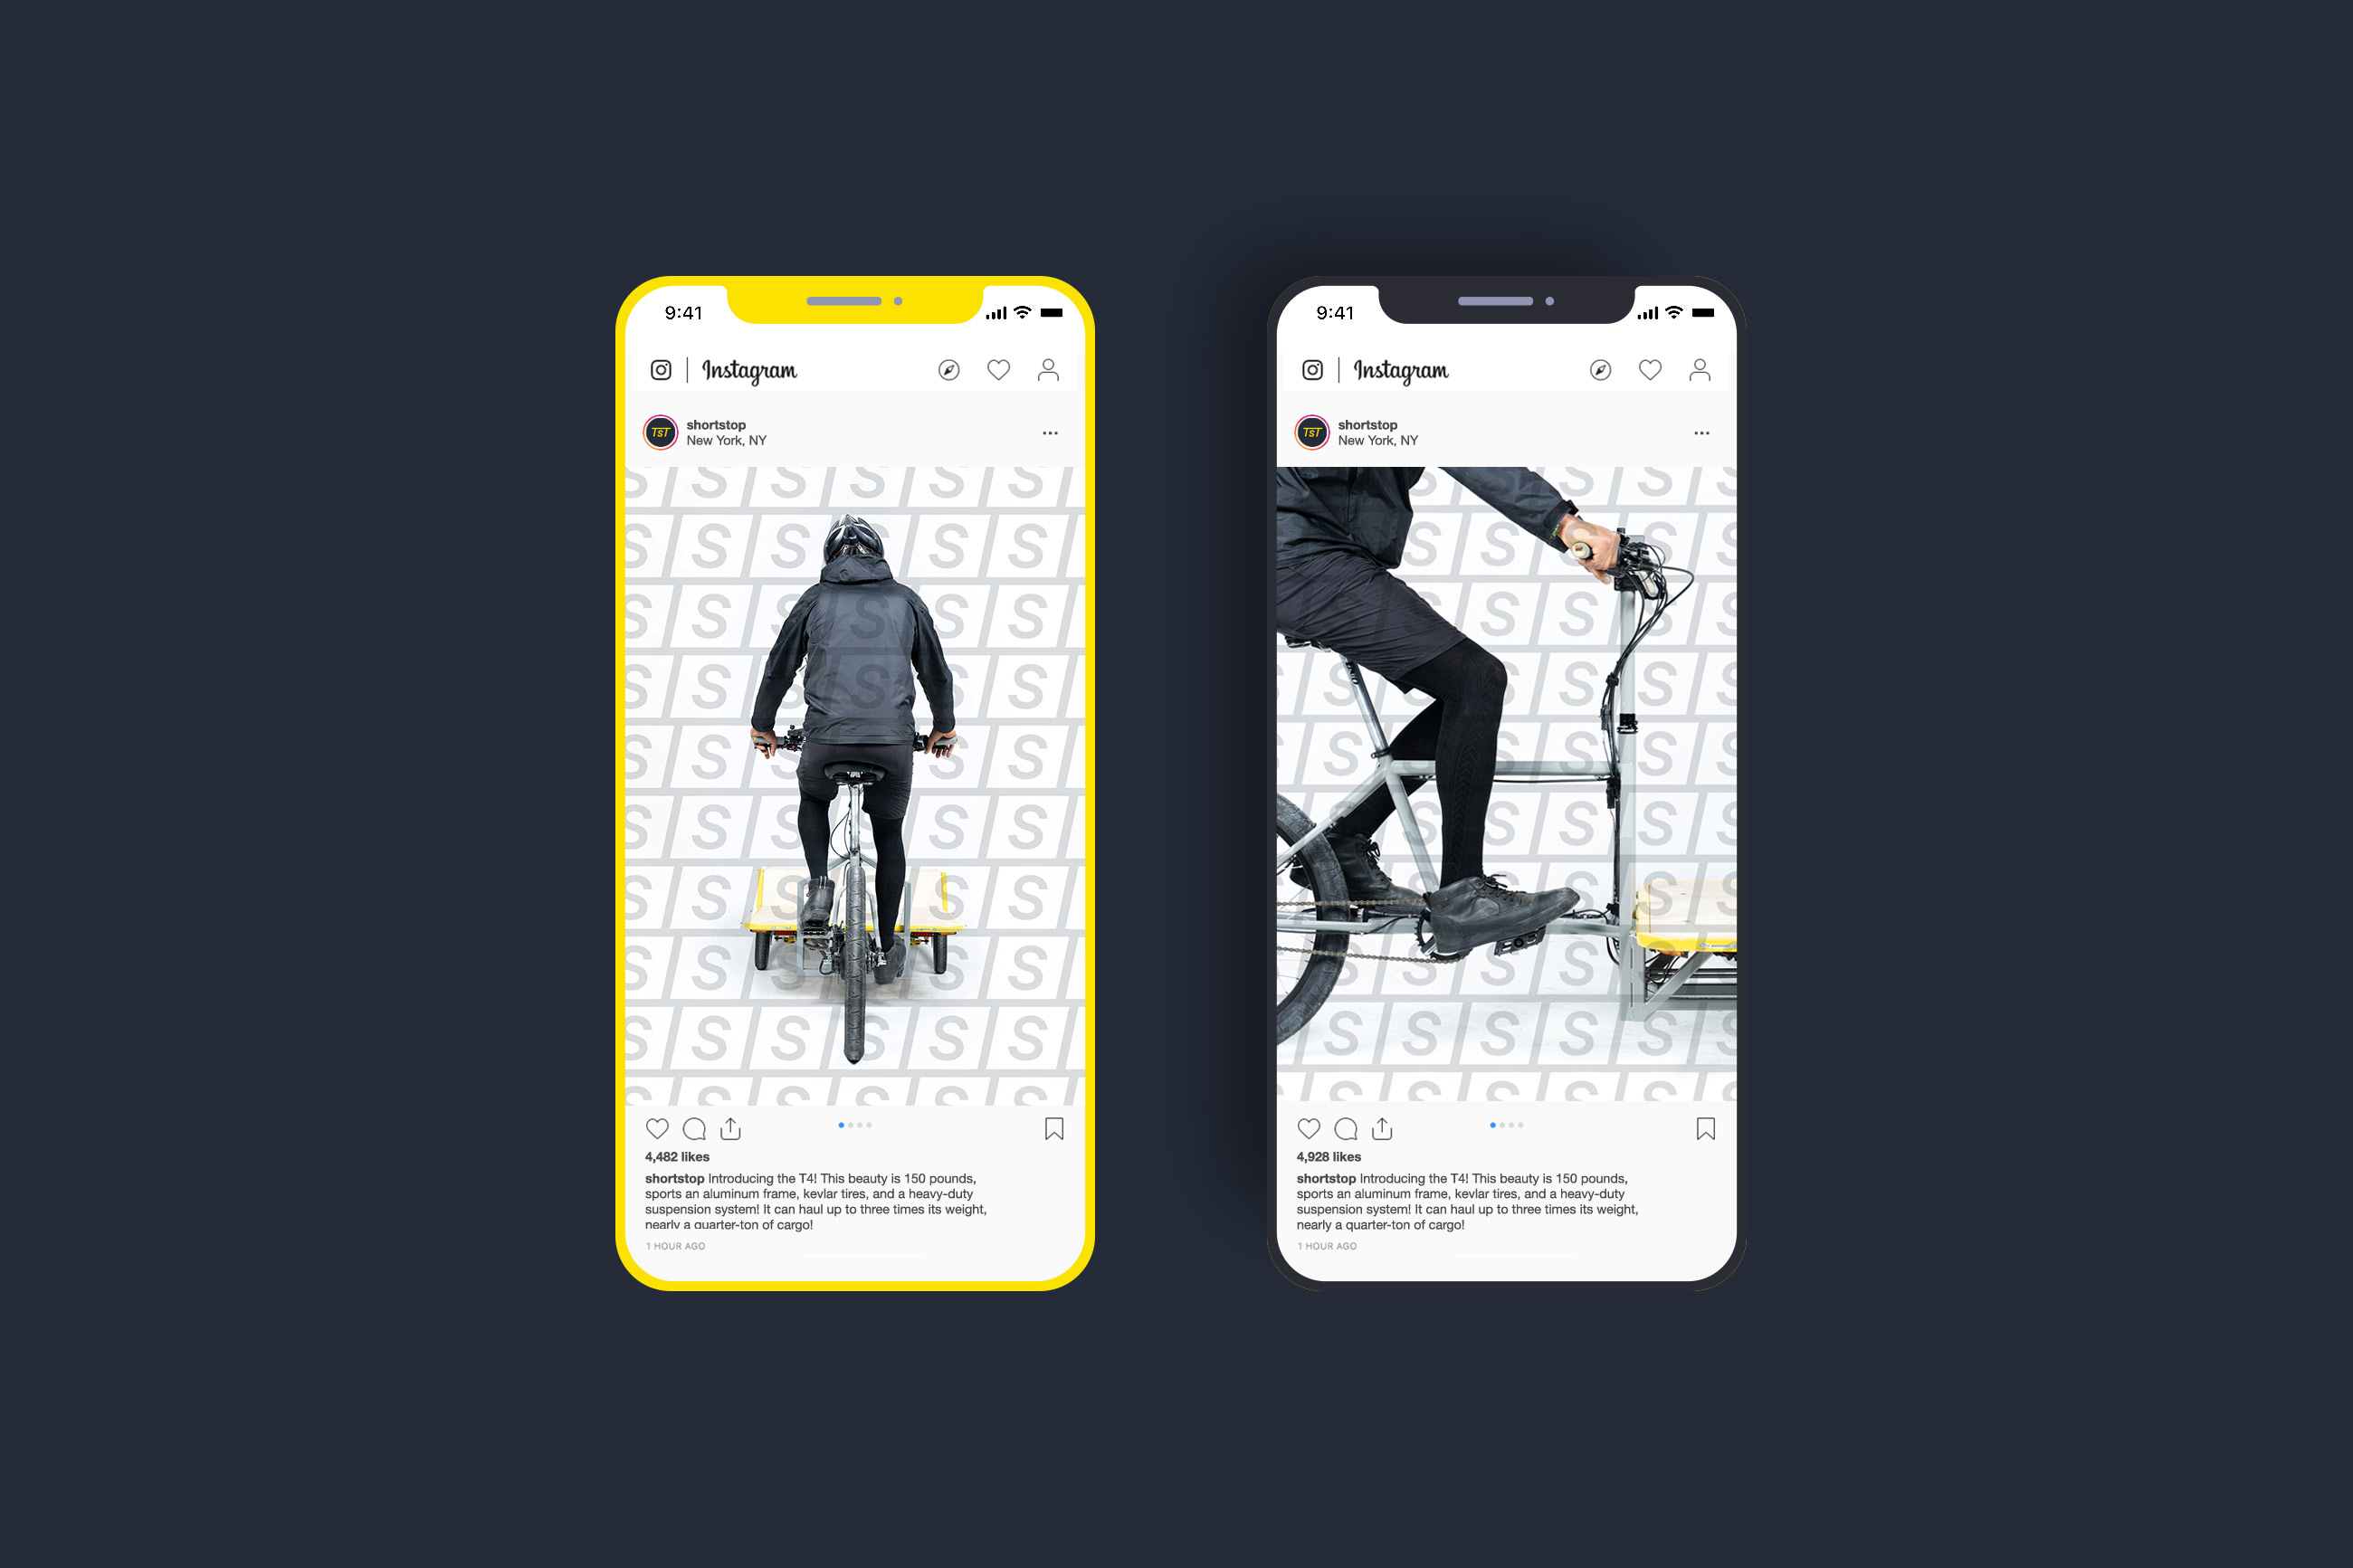 9:41
Instagram
TST
shortstop
New York, NY
S S S S S S
S S S S S
S S S S S S
S S S S S S
S S S S S
S S S S S
S S S S S
S S S S S
S S S S S S
S S S S S S
4,482 likes
shortstop Introducing the T4! This beauty is 150 pounds,
sports an aluminum frame, kevlar tires, and a heavy-duty
suspension system! It can haul up to three times its weight,
nearly a quarter-ton of cargo!
1 HOUR AGO
9:41
Instagram
TST
shortstop
New York, NY
4,928 likes
shortstop Introducing the T4! This beauty is 150 pounds,
sports an aluminum frame, kevlar tires, and a heavy-duty
suspension system! It can haul up to three times its weight,
nearly a quarter-ton of cargo!
1 HOUR AGO